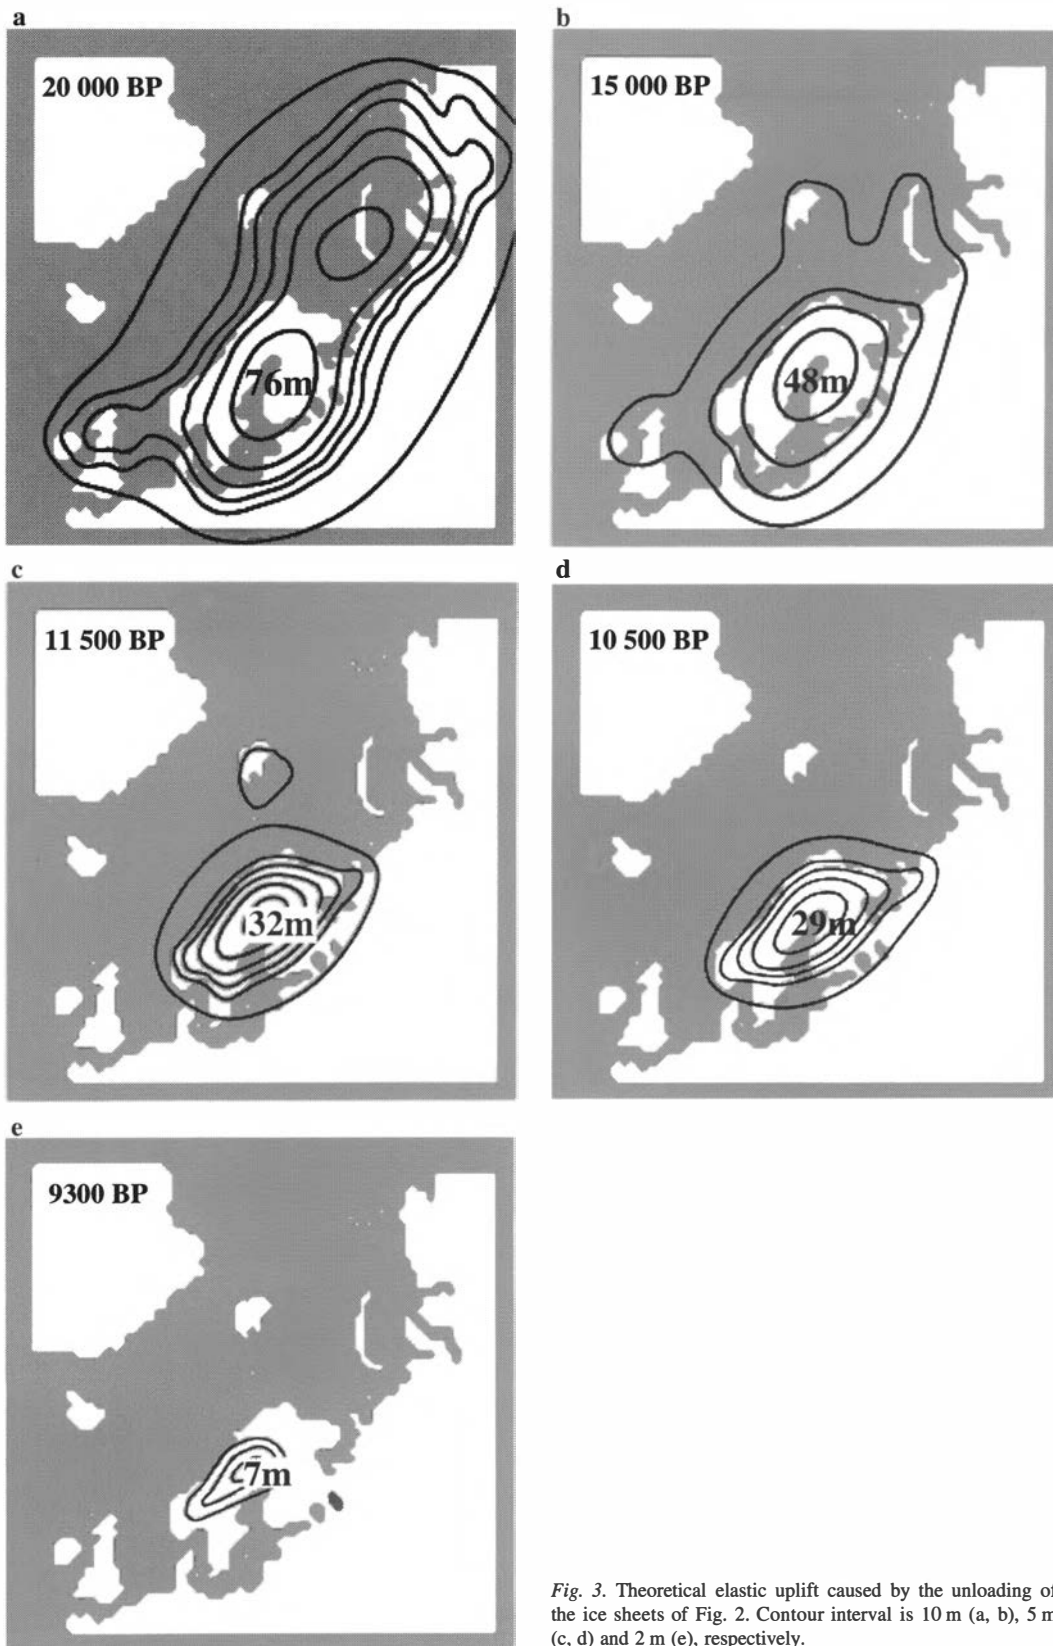 a
20 000 BP
76m
b
15 000 BP
48m
c
11 500 BP
32m
d
10 500 BP
29m
e
9300 BP
7m
Fig. 3. Theoretical elastic uplift caused by the unloading of
the ice sheets of Fig. 2. Contour interval is 10 m (a, b), 5 m
(c, d) and 2 m (e), respectively.